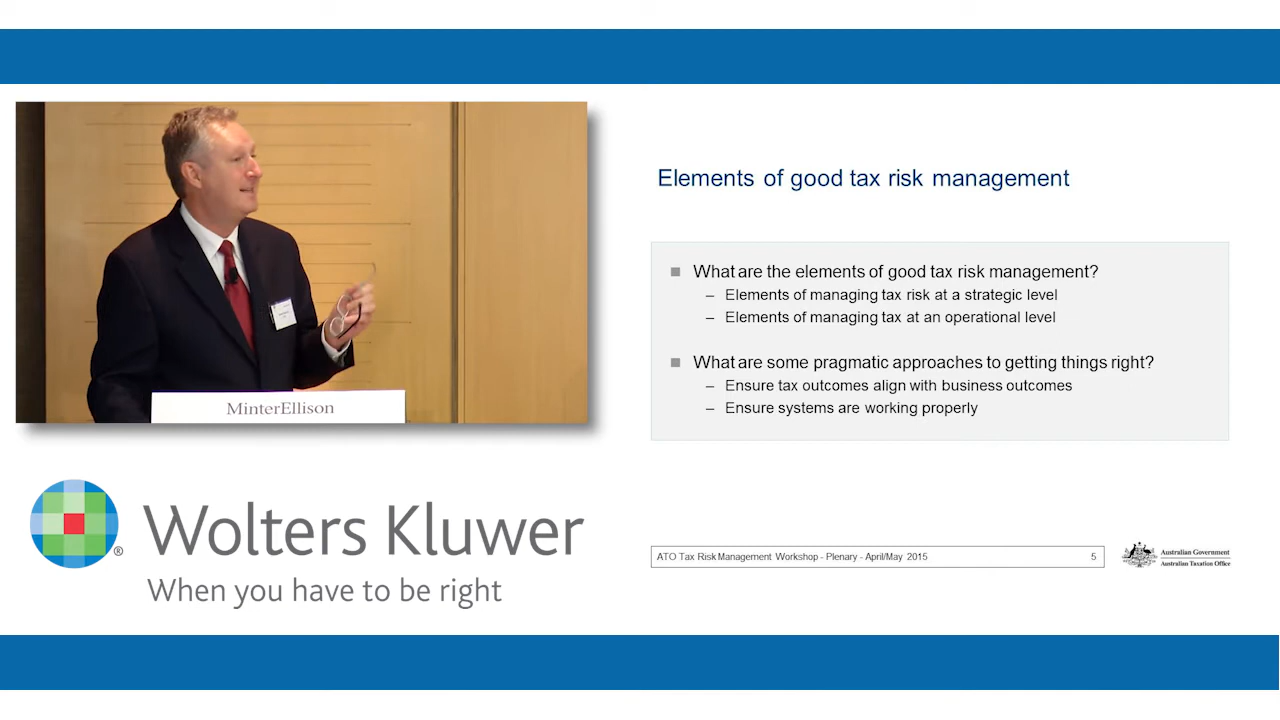 MinterEllison
Wolters Kluwer
®
When you have to be right
Elements of good tax risk management
What are the elements of good tax risk management?
– Elements of managing tax risk at a strategic level
– Elements of managing tax at an operational level
What are some pragmatic approaches to getting things right?
– Ensure tax outcomes align with business outcomes
– Ensure systems are working properly
ATO Tax Risk Management Workshop - Plenary - April/May 2015 5
Australian Government
Australian Taxation Office